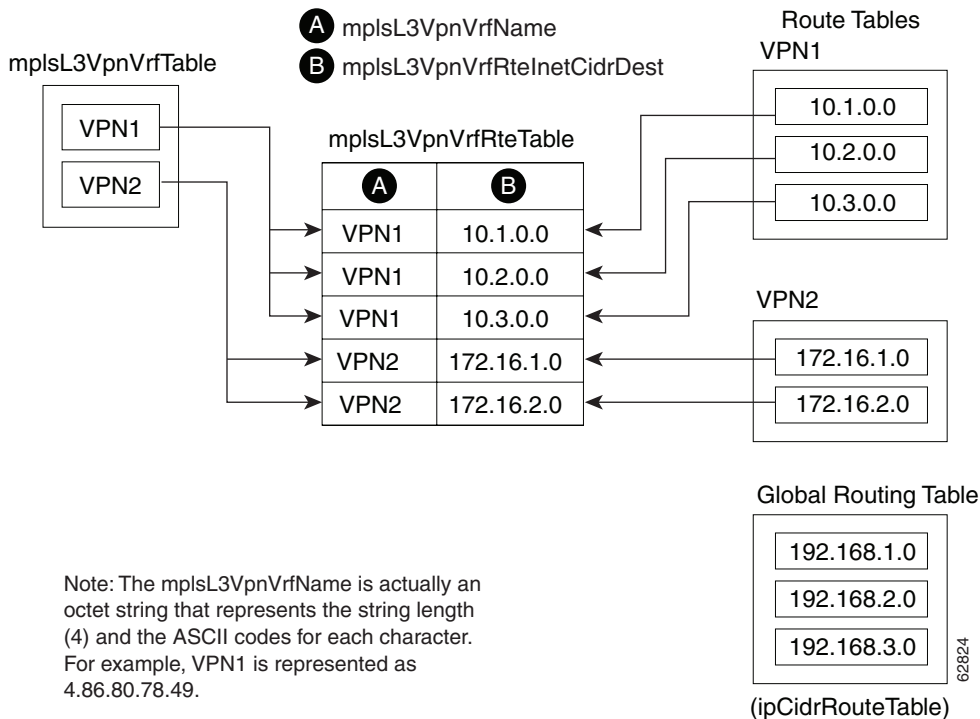 A mplsL3VpnVrfName
B mplsL3VpnVrfRteInetCidrDest
mplsL3VpnVrfTable
VPN1
VPN2
mplsL3VpnVrfRteTable
A B
VPN1 10.1.0.0
VPN1 10.2.0.0
VPN1 10.3.0.0
VPN2 172.16.1.0
VPN2 172.16.2.0
Route Tables
VPN1
10.1.0.0
10.2.0.0
10.3.0.0
VPN2
172.16.1.0
172.16.2.0
Global Routing Table
192.168.1.0
192.168.2.0
192.168.3.0
(ipCidrRouteTable)
Note: The mplsL3VpnVrfName is actually an
octet string that represents the string length
(4) and the ASCII codes for each character.
For example, VPN1 is represented as
4.86.80.78.49.
62824